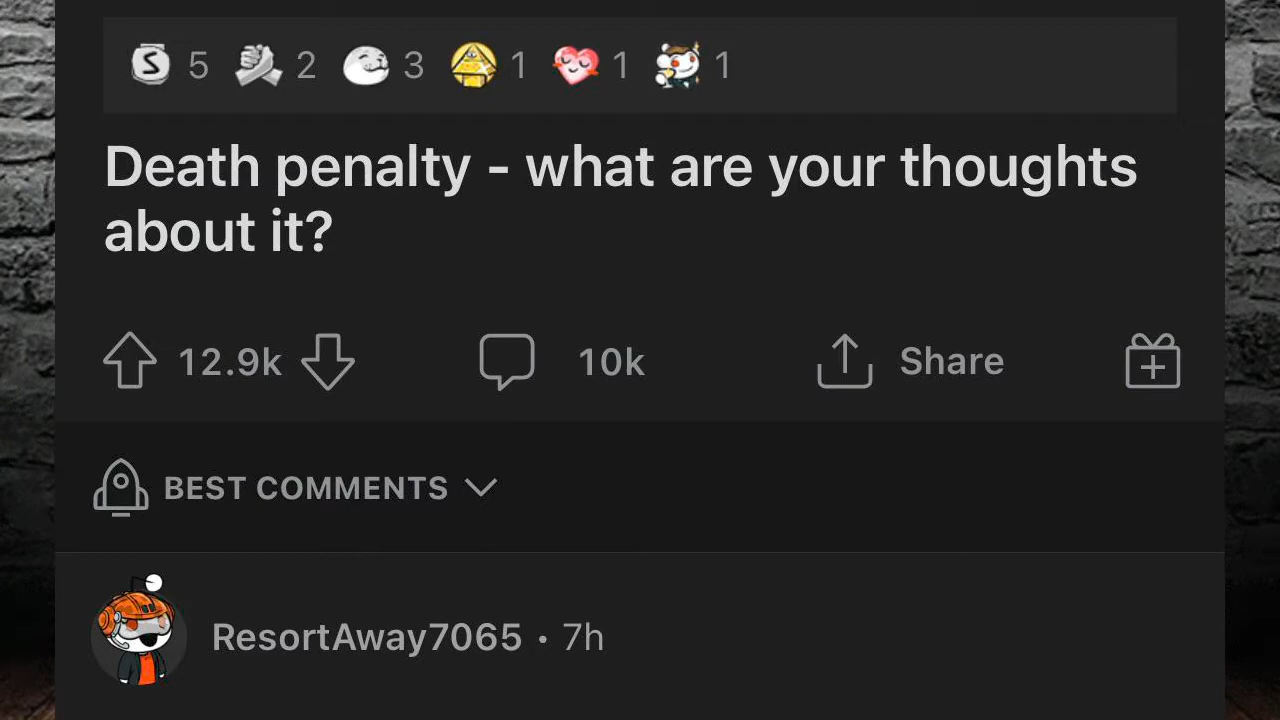 5 2 3 1 1 1
Death penalty - what are your thoughts
about it?
12.9k 10k Share
BEST COMMENTS
ResortAway7065 • 7h